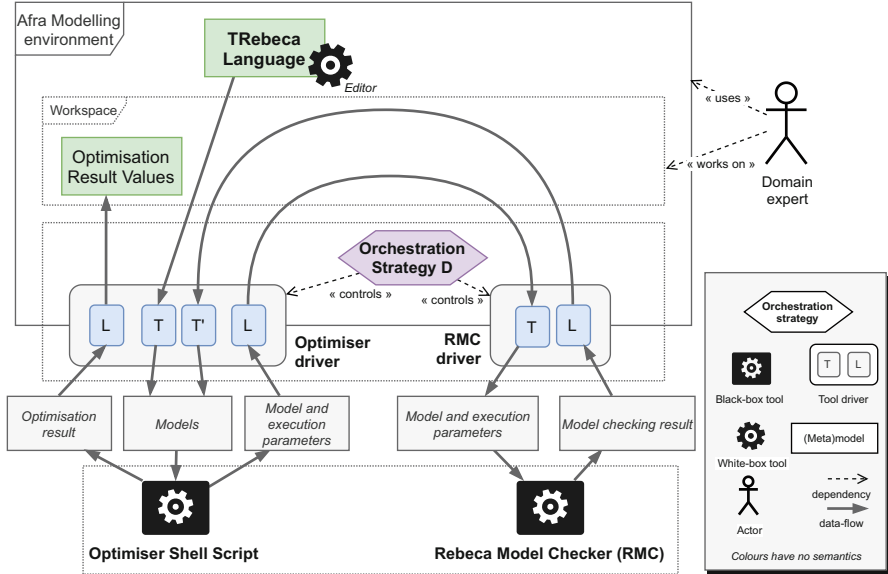 Afra Modelling
environment
TRebeca
Language
Editor
Workspace
Optimisation
Result Values
« uses »
« works on »
Domain
expert
Orchestration
Strategy D
« controls »
« controls »
L
T
T'
L
Optimiser
driver
RMC
driver
T
L
Optimisation
result
Models
Model and
execution
parameters
Model and execution
parameters
Model checking result
Optimiser Shell Script
Rebeca Model Checker (RMC)
Orchestration
strategy
T
L
Black-box tool
Tool driver
(Meta)model
White-box tool
dependency
data-flow
Actor
Colours have no semantics